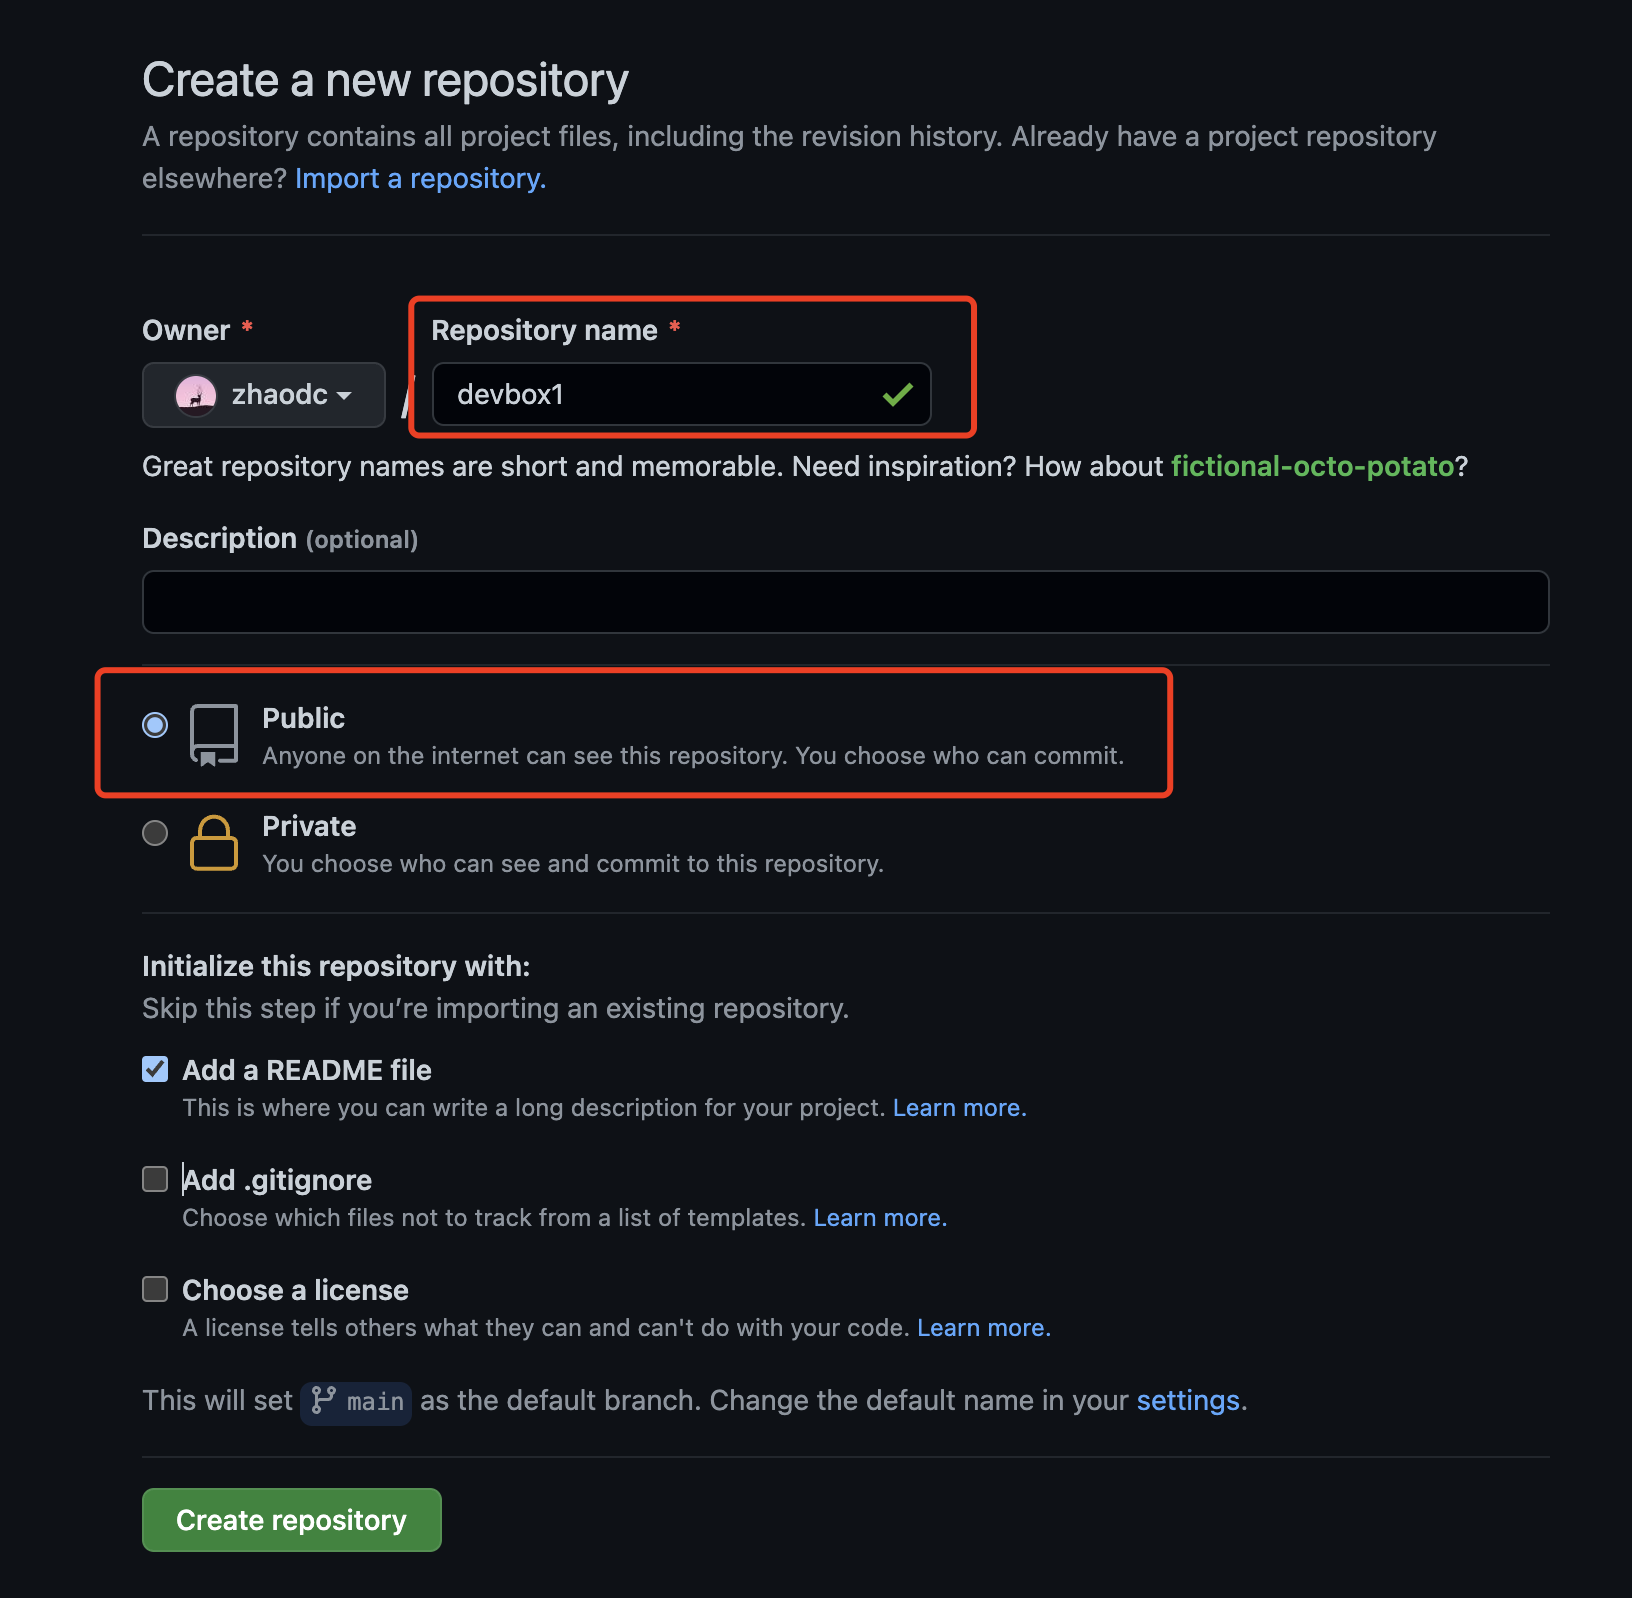 Create a new repository
A repository contains all project files, including the revision history. Already have a project repository
elsewhere? Import a repository.
Owner *
Repository name *
zhaodc
/
devbox1
Great repository names are short and memorable. Need inspiration? How about fictional-octo-potato?
Description (optional)
Public
Anyone on the internet can see this repository. You choose who can commit.
Private
You choose who can see and commit to this repository.
Initialize this repository with:
Skip this step if you’re importing an existing repository.
Add a README file
This is where you can write a long description for your project. Learn more.
Add .gitignore
Choose which files not to track from a list of templates. Learn more.
Choose a license
A license tells others what they can and can't do with your code. Learn more.
This will set main as the default branch. Change the default name in your settings.
Create repository